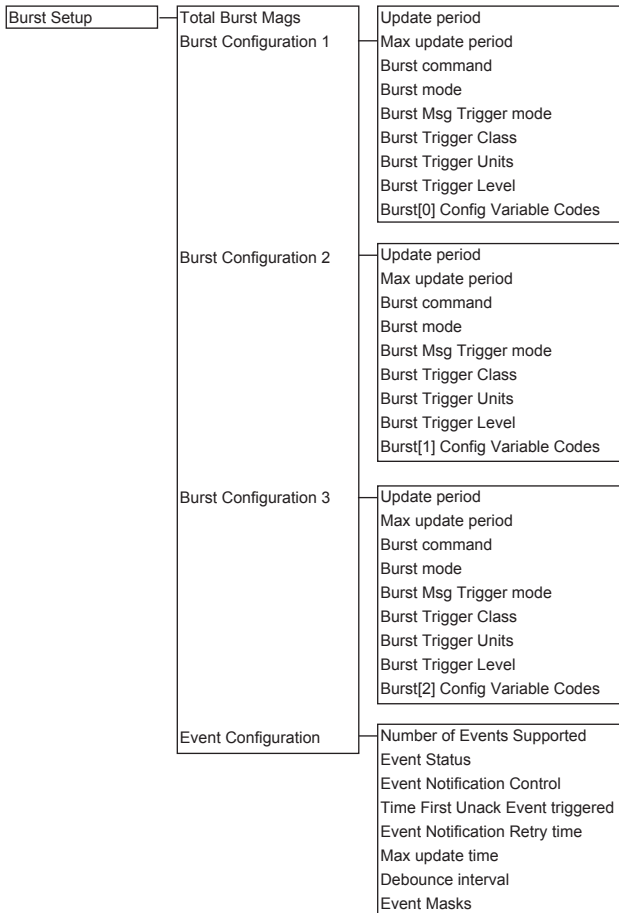 Burst Setup
Total Burst Mags
Burst Configuration 1
Update period
Max update period
Burst command
Burst mode
Burst Msg Trigger mode
Burst Trigger Class
Burst Trigger Units
Burst Trigger Level
Burst[0] Config Variable Codes
Burst Configuration 2
Update period
Max update period
Burst command
Burst mode
Burst Msg Trigger mode
Burst Trigger Class
Burst Trigger Units
Burst Trigger Level
Burst[1] Config Variable Codes
Burst Configuration 3
Update period
Max update period
Burst command
Burst mode
Burst Msg Trigger mode
Burst Trigger Class
Burst Trigger Units
Burst Trigger Level
Burst[2] Config Variable Codes
Event Configuration
Number of Events Supported
Event Status
Event Notification Control
Time First Unack Event triggered
Event Notification Retry time
Max update time
Debounce interval
Event Masks